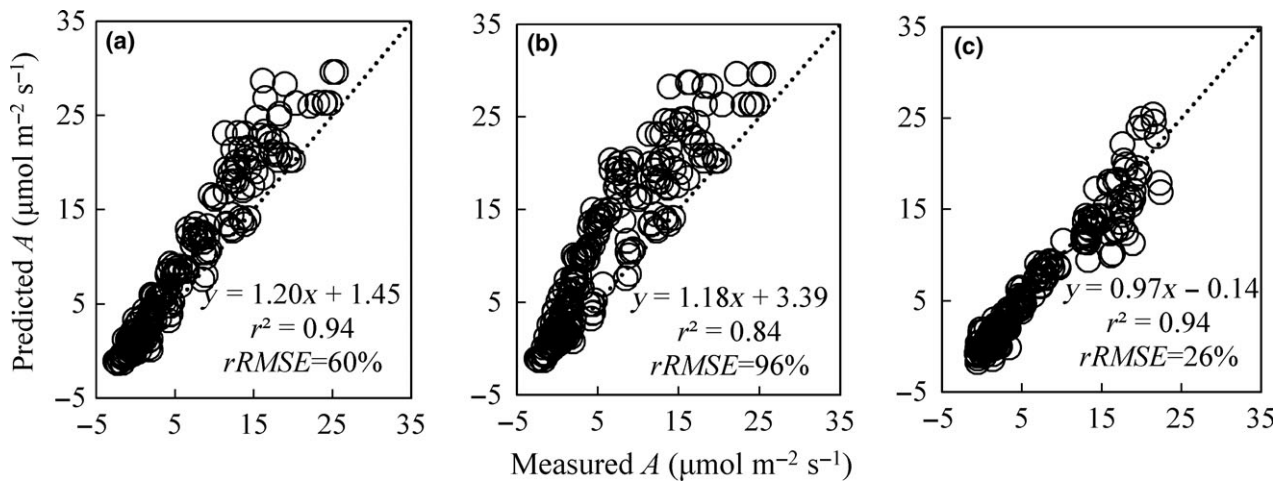 Predicted A (μmol m⁻² s⁻¹)
35
25
15
5
−5
(a)
y = 1.20x + 1.45
r² = 0.94
rRMSE=60%
−5 5 15 25 35
35
25
15
5
−5
(b)
y = 1.18x + 3.39
r² = 0.84
rRMSE=96%
−5 5 15 25 35
35
25
15
5
−5
(c)
y = 0.97x − 0.14
r² = 0.94
rRMSE=26%
−5 5 15 25 35
Measured A (μmol m⁻² s⁻¹)